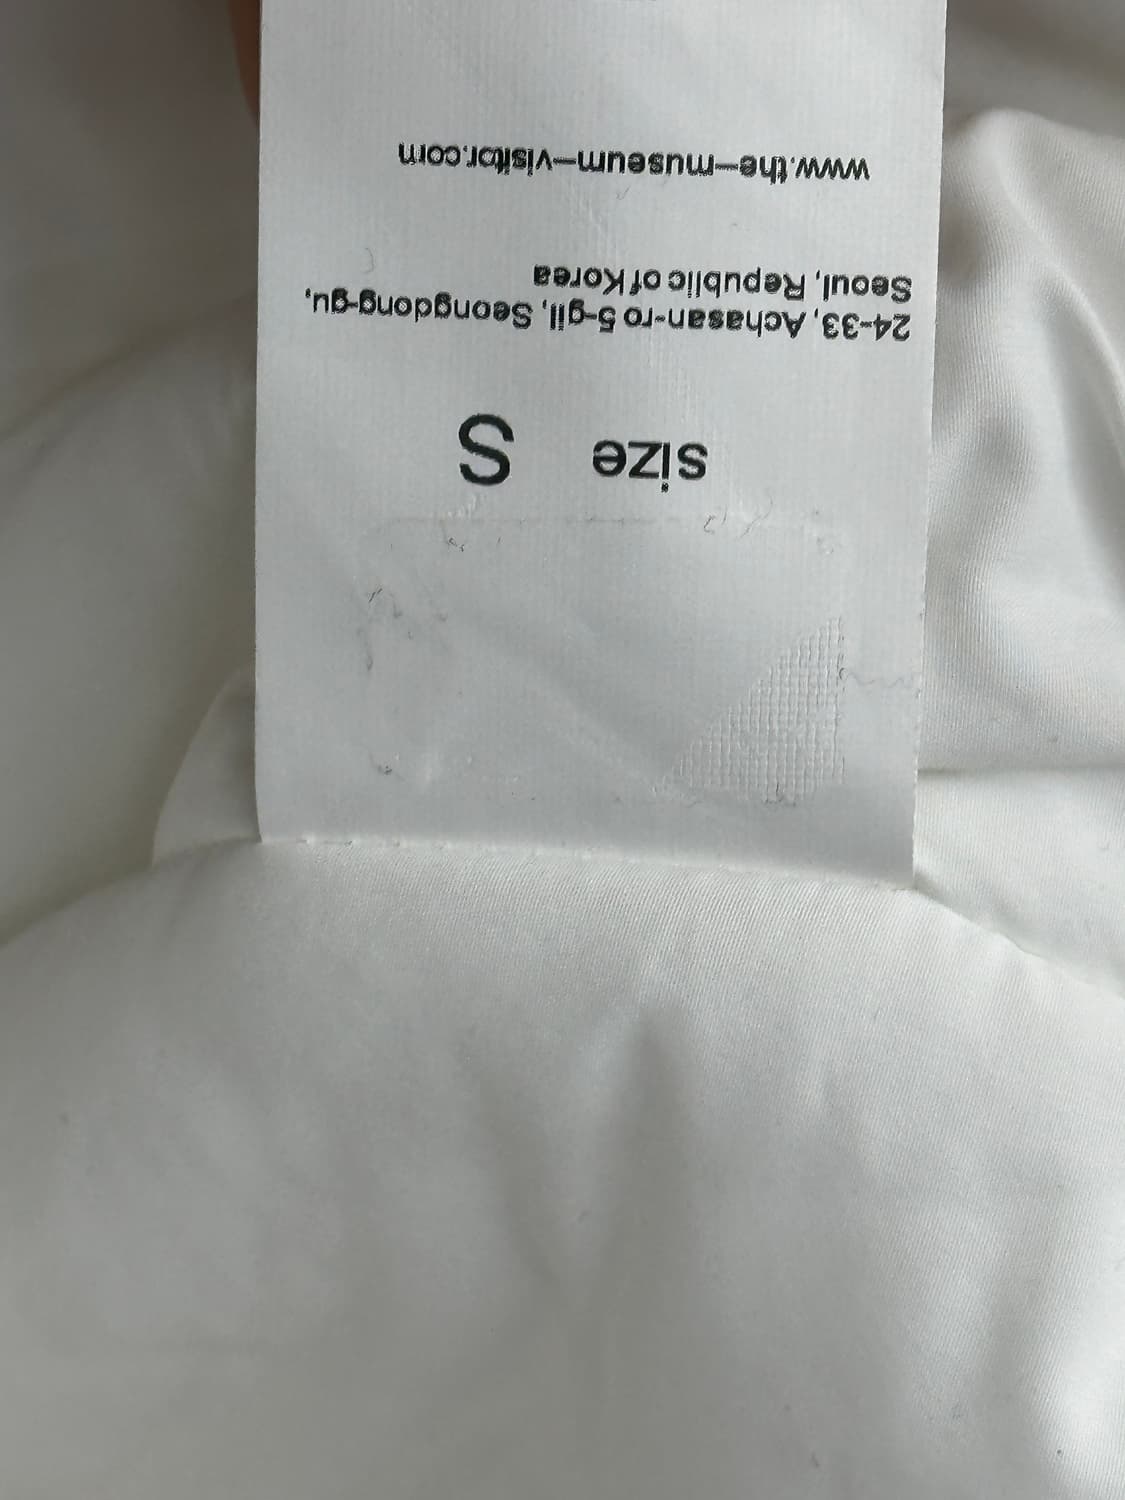 size S
24-33, Achasan-ro 5-gil, Seongdong-gu,
Seoul, Republic of Korea
www.the-museum-visitor.com